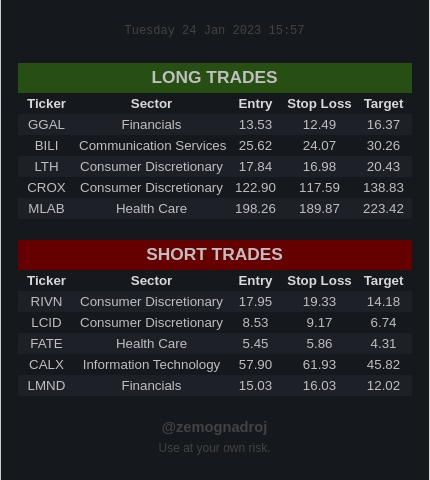 Tuesday 24 Jan 2023 15:57
LONG TRADES
Ticker Sector Entry Stop Loss Target
GGAL Financials 13.53 12.49 16.37
BILI Communication Services 25.62 24.07 30.26
LTH Consumer Discretionary 17.84 16.98 20.43
CROX Consumer Discretionary 122.90 117.59 138.83
MLAB Health Care 198.26 189.87 223.42
SHORT TRADES
Ticker Sector Entry Stop Loss Target
RIVN Consumer Discretionary 17.95 19.33 14.18
LCID Consumer Discretionary 8.53 9.17 6.74
FATE Health Care 5.45 5.86 4.31
CALX Information Technology 57.90 61.93 45.82
LMND Financials 15.03 16.03 12.02
@zemognadroj
Use at your own risk.